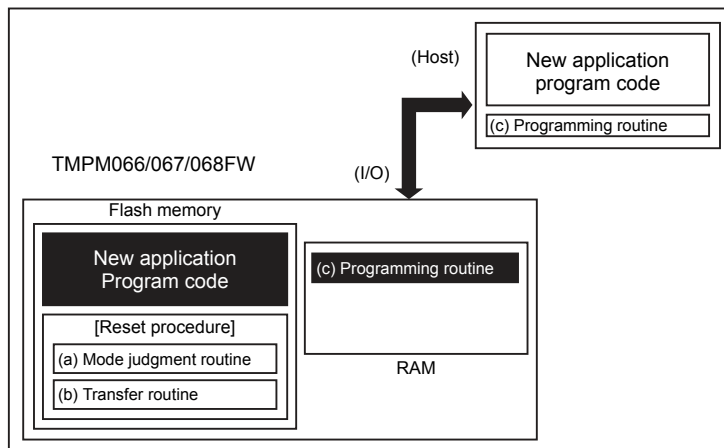 (Host)
New application
program code
(c) Programming routine
TMPM066/067/068FW
(I/O)
Flash memory
New application
Program code
[Reset procedure]
(a) Mode judgment routine
(b) Transfer routine
(c) Programming routine
RAM